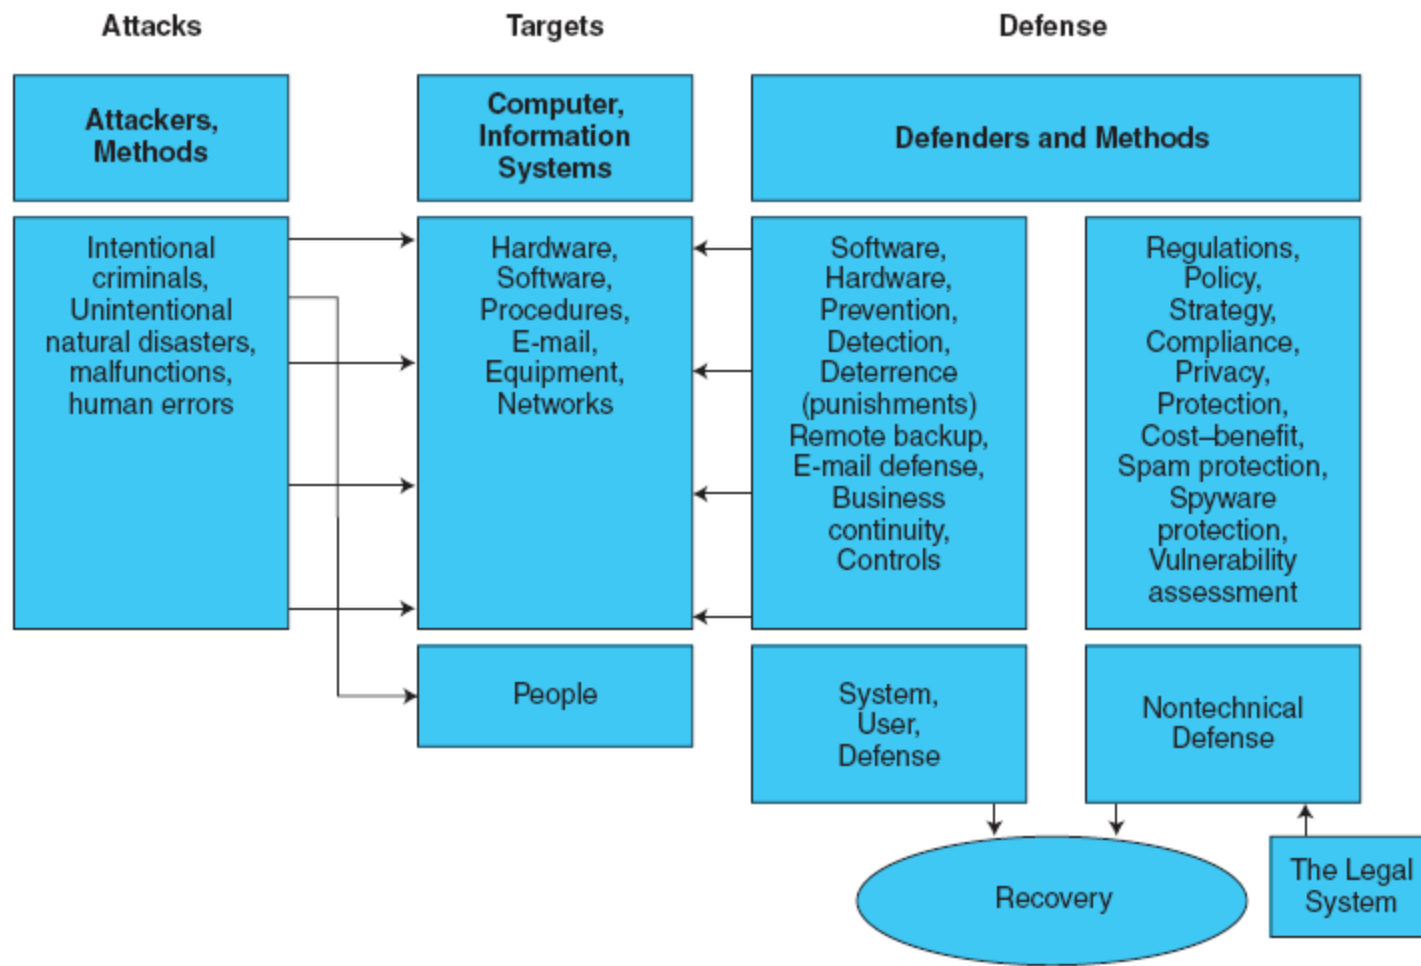 Attacks
Targets
Defense
Attackers,
Methods
Computer,
Information
Systems
Defenders and Methods
Intentional
criminals,
Unintentional
natural disasters,
malfunctions,
human errors
Hardware,
Software,
Procedures,
E-mail,
Equipment,
Networks
Software,
Hardware,
Prevention,
Detection,
Deterrence
(punishments)
Remote backup,
E-mail defense,
Business
continuity,
Controls
Regulations,
Policy,
Strategy,
Compliance,
Privacy,
Protection,
Cost–benefit,
Spam protection,
Spyware
protection,
Vulnerability
assessment
People
System,
User,
Defense
Nontechnical
Defense
Recovery
The Legal
System